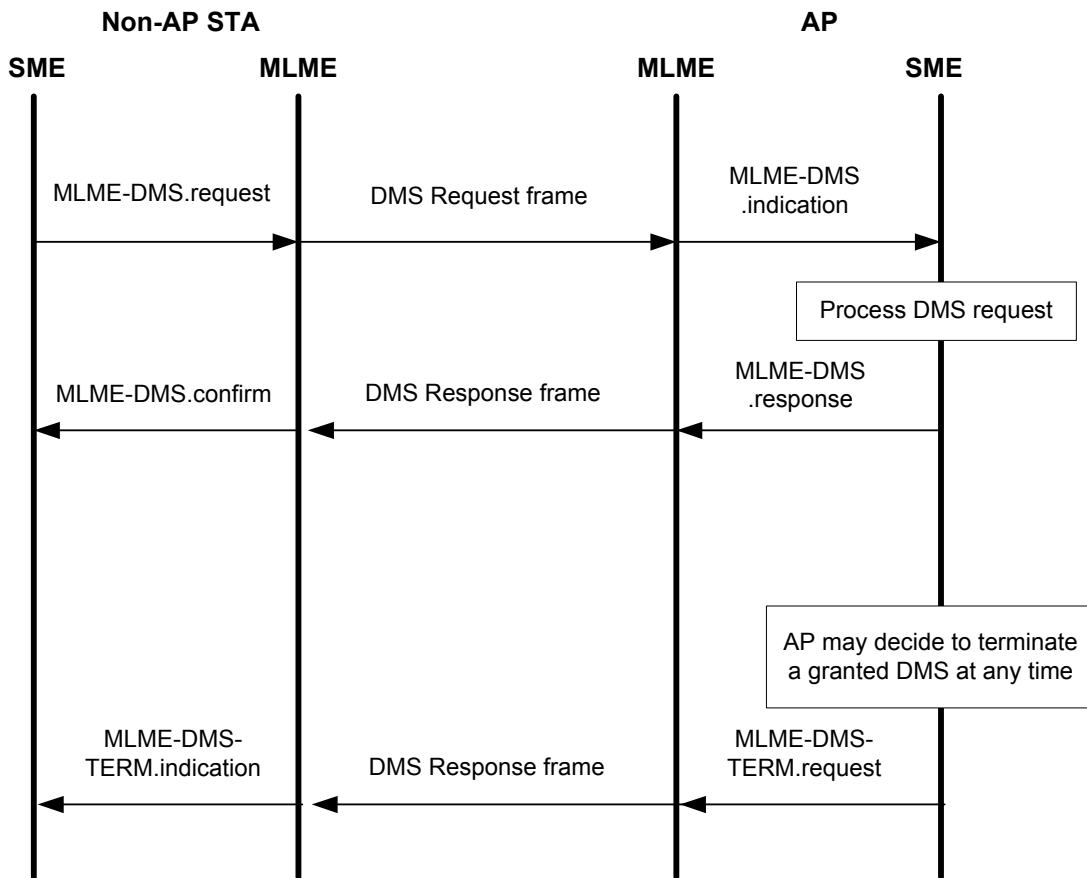 Non-AP STA
AP
SME
MLME
MLME
SME
MLME-DMS.request
DMS Request frame
MLME-DMS
.indication
Process DMS request
MLME-DMS.confirm
DMS Response frame
MLME-DMS
.response
AP may decide to terminate
a granted DMS at any time
MLME-DMS-
TERM.indication
DMS Response frame
MLME-DMS-
TERM.request